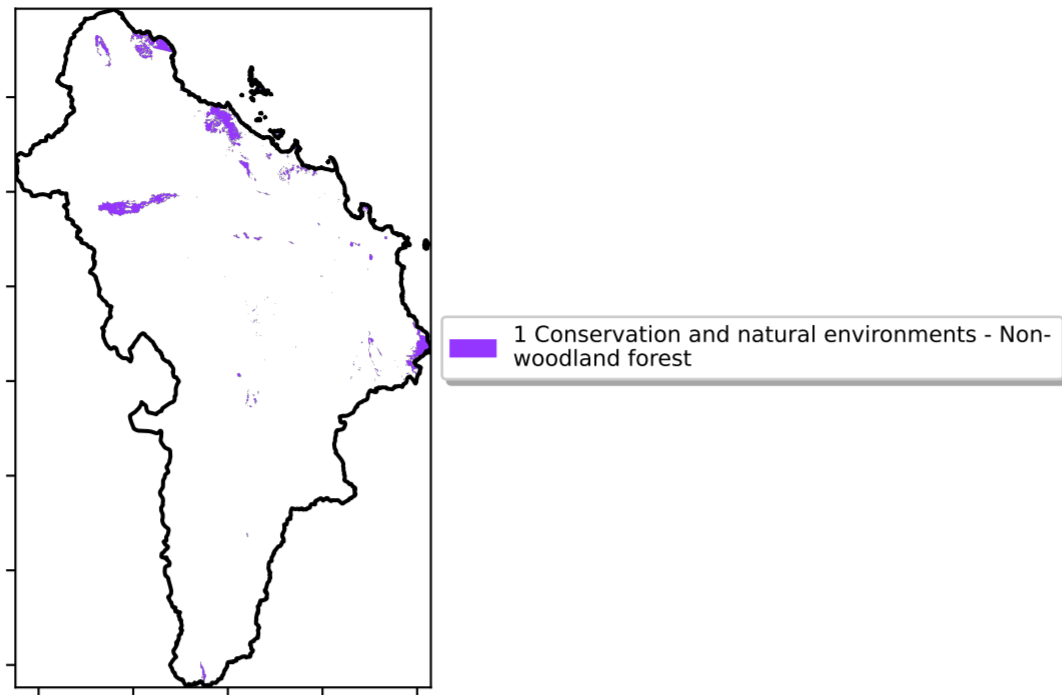 1 Conservation and natural environments - Non-
woodland forest